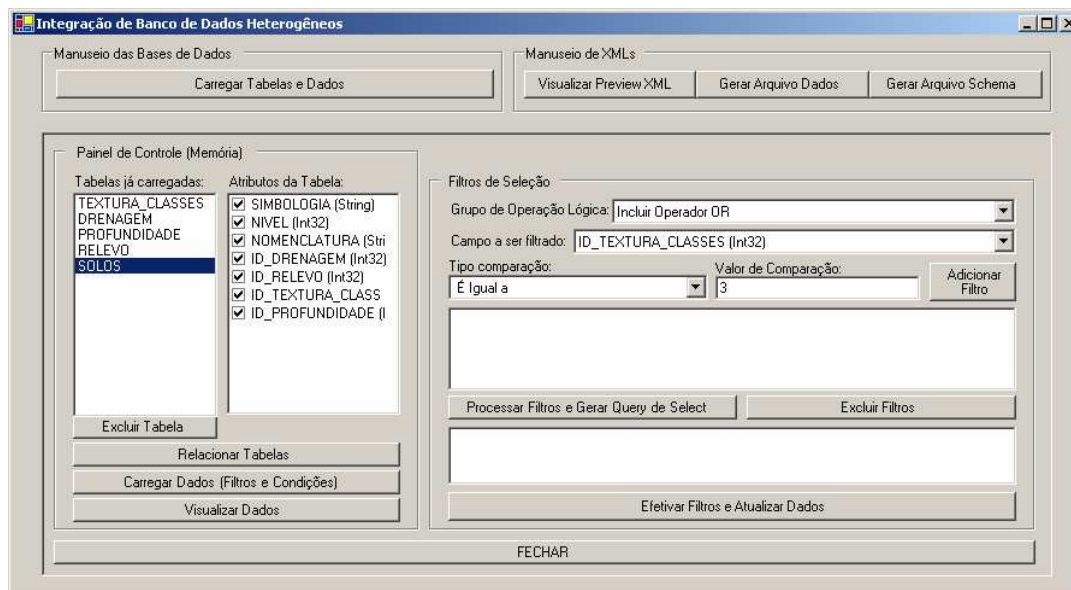 Integração de Banco de Dados Heterogêneos
Manuseio das Bases de Dados
Carregar Tabelas e Dados
Manuseio de XMLs
Visualizar Preview XML
Gerar Arquivo Dados
Gerar Arquivo Schema
Painel de Controle (Memória)
Tabelas já carregadas:
TEXTURA_CLASSES
DRENAGEM
PROFUNDIDADE
RELEVO
SOLOS
Excluir Tabela
Atributos da Tabela:
SIMBOLOGIA (String)
NIVEL (Int32)
NOMENCLATURA (Stri
ID_DRENAGEM (Int32)
ID_RELEVO (Int32)
ID_TEXTURA_CLASS
ID_PROFUNDIDADE (I
Relacionar Tabelas
Carregar Dados (Filtros e Condições)
Visualizar Dados
Filtros de Seleção
Grupo de Operação Lógica: Incluir Operador OR
Campo a ser filtrado: ID_TEXTURA_CLASSES (Int32)
Tipo comparação:
É Igual a
Valor de Comparação:
3
Adicionar
Filtro
Processar Filtros e Gerar Query de Select
Excluir Filtros
Efetivar Filtros e Atualizar Dados
FECHAR